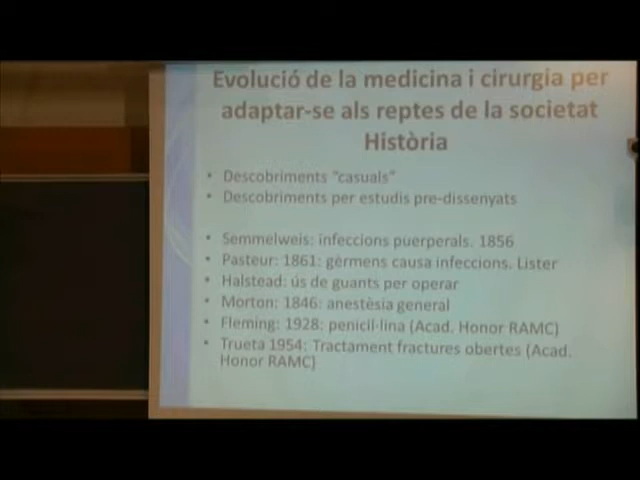 Evolució de la medicina i cirurgia per
adaptar-se als reptes de la societat
Història
• Descobriments "casuals"
• Descobriments per estudis pre-dissenyats
• Semmelweis: infeccions puerperals. 1856
• Pasteur: 1861: gèrmens causa infeccions. Lister
• Halstead: ús de guants per operar
• Morton: 1846: anestèsia general
• Fleming: 1928: penicil·lina (Acad. Honor RAMC)
• Trueta 1954: Tractament fractures obertes (Acad.
Honor RAMC)